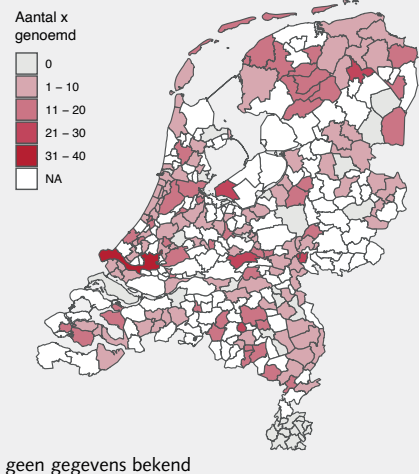 Aantal x
genoemd
0
1 – 10
11 – 20
21 – 30
31 – 40
NA
geen gegevens bekend